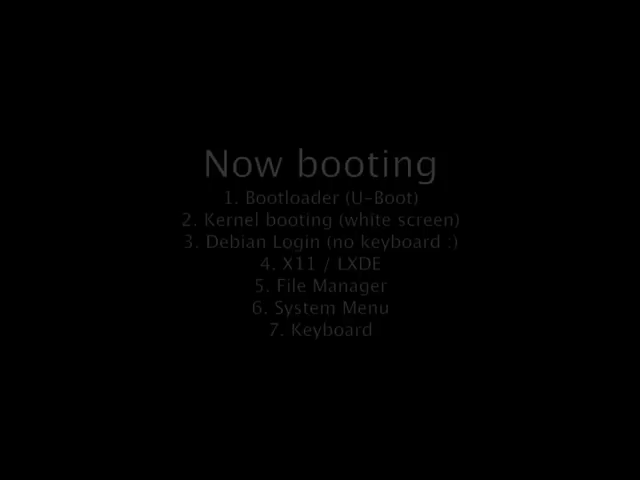 Now booting
1. Bootloader (U-Boot)
2. Kernel booting (white screen)
3. Debian Login (no keyboard :)
4. X11 / LXDE
5. File Manager
6. System Menu
7. Keyboard